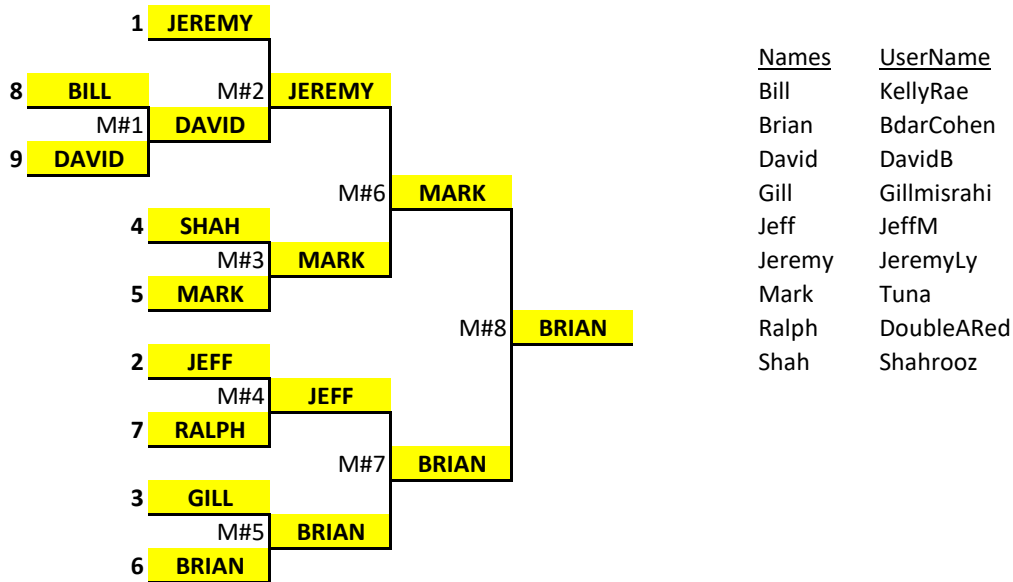 1 JEREMY
8 BILL M#2 JEREMY
M#1 DAVID
9 DAVID
M#6 MARK
4 SHAH
M#3 MARK
5 MARK
M#8 BRIAN
2 JEFF
M#4 JEFF
7 RALPH
M#7 BRIAN
3 GILL
M#5 BRIAN
6 BRIAN
Names UserName
Bill KellyRae
Brian BdarCohen
David DavidB
Gill Gillmisrahi
Jeff JeffM
Jeremy JeremyLy
Mark Tuna
Ralph DoubleARed
Shah Shahrooz